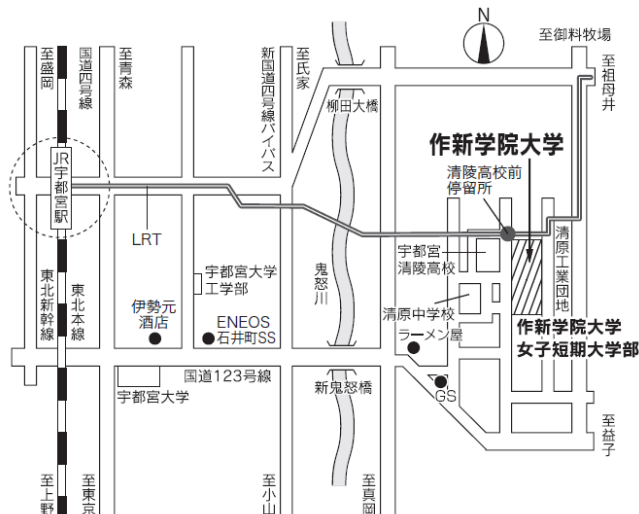 N
至御料牧場
至盛岡
国道四号線
至青森
新国道四号線バイパス
至氏家
柳田大橋
至祖母井
作新学院大学
清陵高校前
停留所
JR宇都宮駅
LRT
宇都宮
清陵高校
清原工業団地
宇都宮大学
工学部
鬼怒川
東北新幹線
東北本線
伊勢元
酒店
ENEOS
石井町SS
清原中学校
ラーメン屋
作新学院大学
女子短期大学部
国道123号線
宇都宮大学
新鬼怒橋
GS
至益子
至上野
至東京
至小山
至真岡